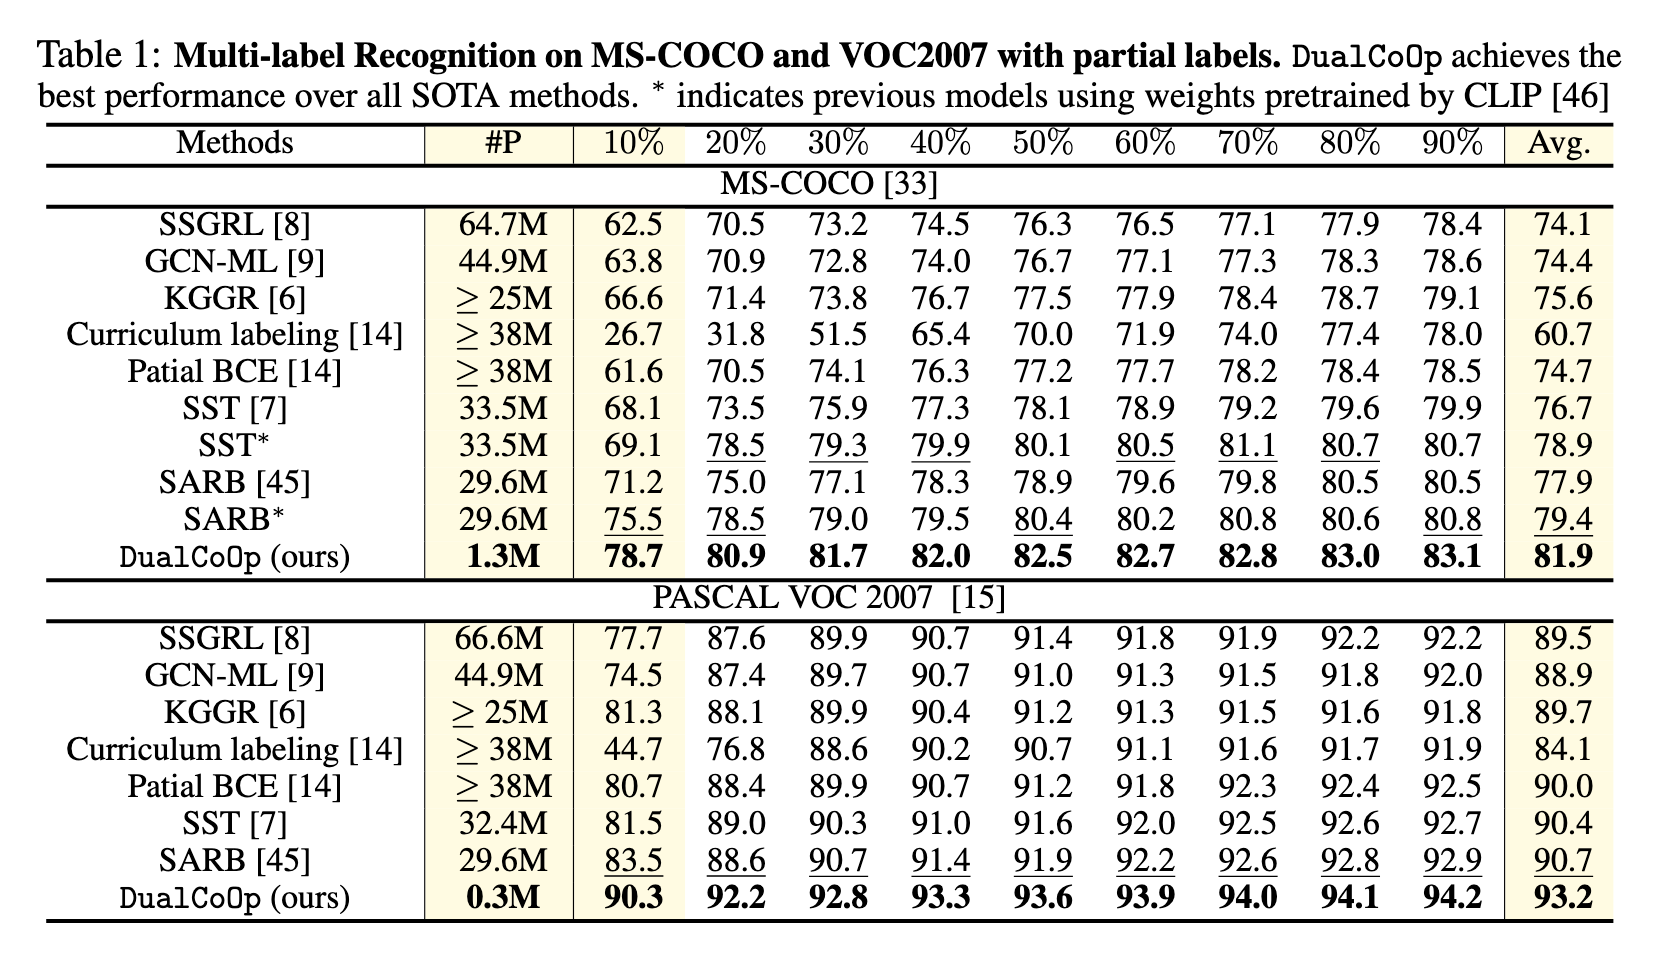 Table 1: Multi-label Recognition on MS-COCO and VOC2007 with partial labels. DualCoOp achieves the
best performance over all SOTA methods. * indicates previous models using weights pretrained by CLIP [46]
Methods #P 10% 20% 30% 40% 50% 60% 70% 80% 90% Avg.
MS-COCO [33]
SSGRL [8] 64.7M 62.5 70.5 73.2 74.5 76.3 76.5 77.1 77.9 78.4 74.1
GCN-ML [9] 44.9M 63.8 70.9 72.8 74.0 76.7 77.1 77.3 78.3 78.6 74.4
KGGR [6] ≥ 25M 66.6 71.4 73.8 76.7 77.5 77.9 78.4 78.7 79.1 75.6
Curriculum labeling [14] ≥ 38M 26.7 31.8 51.5 65.4 70.0 71.9 74.0 77.4 78.0 60.7
Patial BCE [14] ≥ 38M 61.6 70.5 74.1 76.3 77.2 77.7 78.2 78.4 78.5 74.7
SST [7] 33.5M 68.1 73.5 75.9 77.3 78.1 78.9 79.2 79.6 79.9 76.7
SST* 33.5M 69.1 78.5 79.3 79.9 80.1 80.5 81.1 80.7 80.7 78.9
SARB [45] 29.6M 71.2 75.0 77.1 78.3 78.9 79.6 79.8 80.5 80.5 77.9
SARB* 29.6M 75.5 78.5 79.0 79.5 80.4 80.2 80.8 80.6 80.8 79.4
DualCoOp (ours) 1.3M 78.7 80.9 81.7 82.0 82.5 82.7 82.8 83.0 83.1 81.9
PASCAL VOC 2007 [15]
SSGRL [8] 66.6M 77.7 87.6 89.9 90.7 91.4 91.8 91.9 92.2 92.2 89.5
GCN-ML [9] 44.9M 74.5 87.4 89.7 90.7 91.0 91.3 91.5 91.8 92.0 88.9
KGGR [6] ≥ 25M 81.3 88.1 89.9 90.4 91.2 91.3 91.5 91.6 91.8 89.7
Curriculum labeling [14] ≥ 38M 44.7 76.8 88.6 90.2 90.7 91.1 91.6 91.7 91.9 84.1
Patial BCE [14] ≥ 38M 80.7 88.4 89.9 90.7 91.2 91.8 92.3 92.4 92.5 90.0
SST [7] 32.4M 81.5 89.0 90.3 91.0 91.6 92.0 92.5 92.6 92.7 90.4
SARB [45] 29.6M 83.5 88.6 90.7 91.4 91.9 92.2 92.6 92.8 92.9 90.7
DualCoOp (ours) 0.3M 90.3 92.2 92.8 93.3 93.6 93.9 94.0 94.1 94.2 93.2